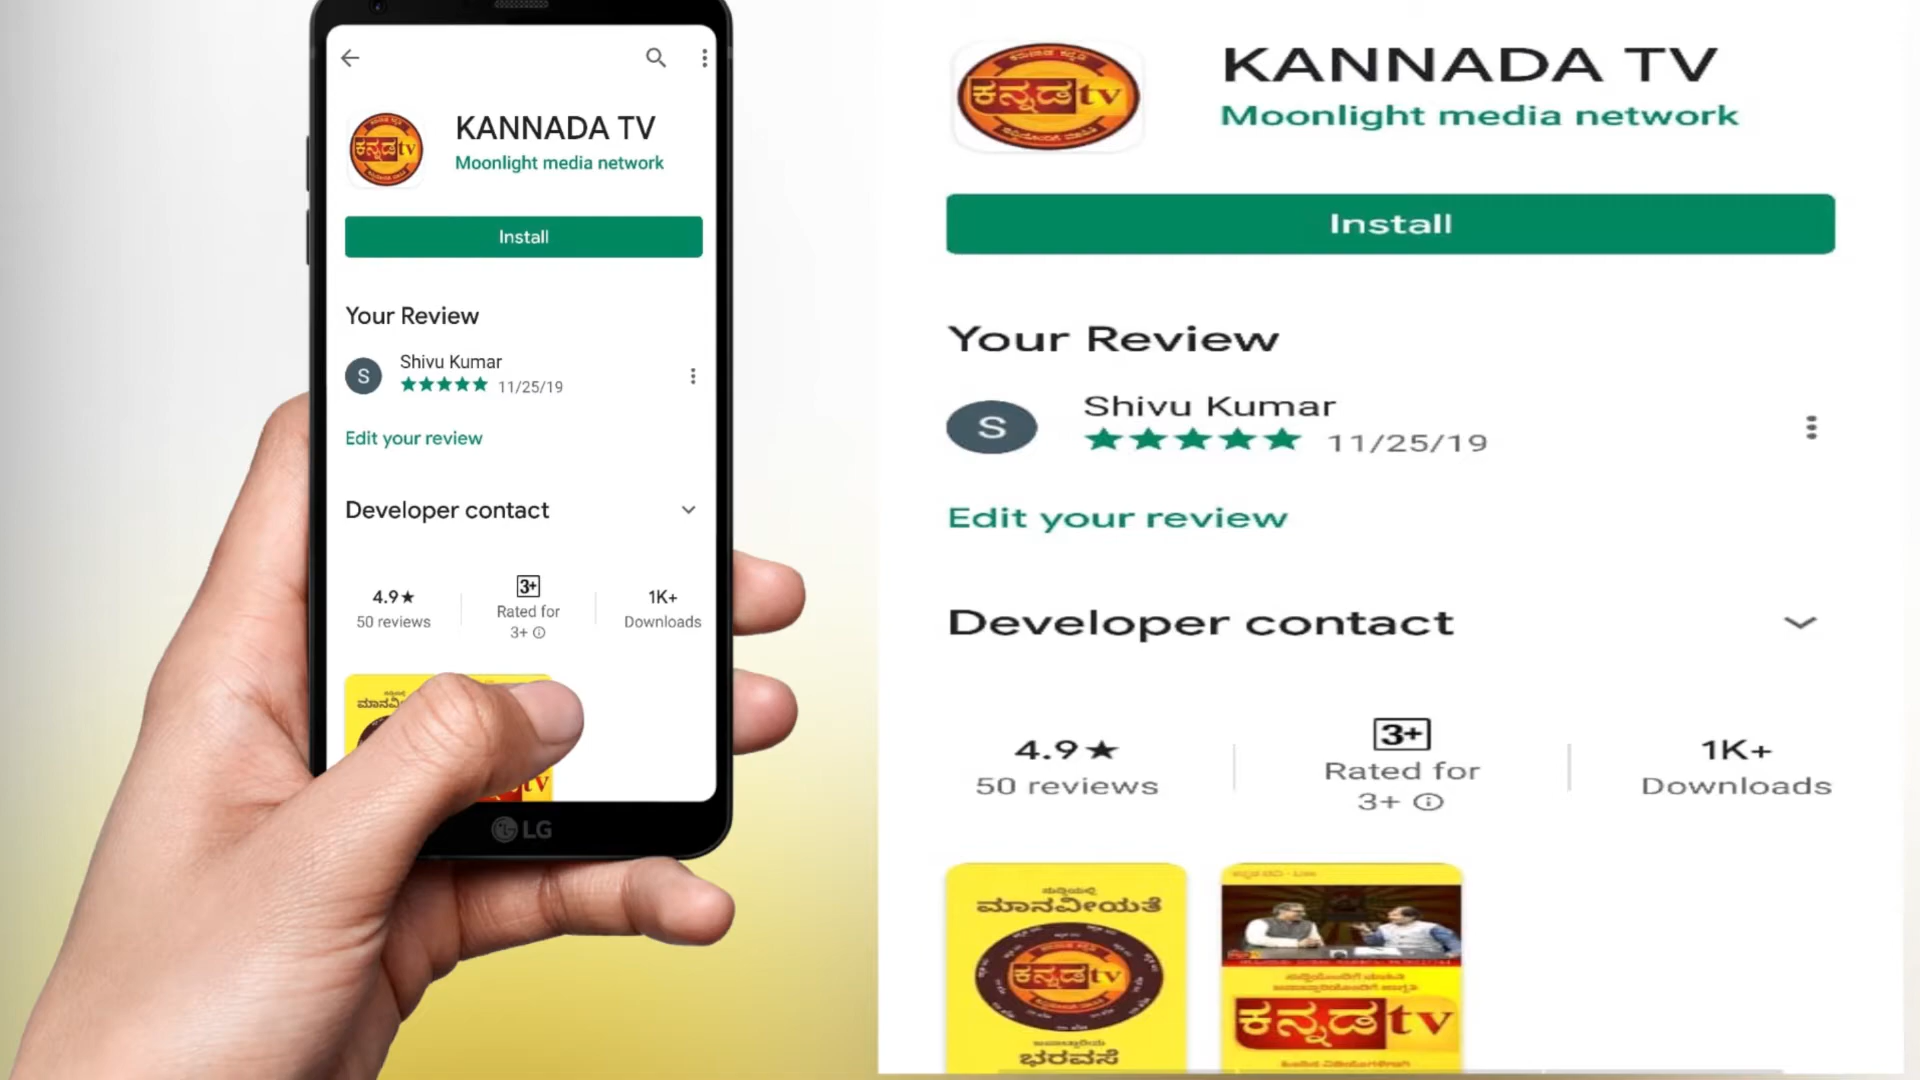 ಕನ್ನಡtv
KANNADA TV
Moonlight media network
Install
Your Review
S
Shivu Kumar
11/25/19
Edit your review
Developer contact
4.9★
50 reviews
3+
Rated for
3+
1K+
Downloads
LG
ಕನ್ನಡtv
KANNADA TV
Moonlight media network
Install
Your Review
S
Shivu Kumar
11/25/19
Edit your review
Developer contact
4.9★
50 reviews
3+
Rated for
3+
1K+
Downloads
ಸುದ್ದಿಯಲ್ಲಿ
ಮಾನವೀಯತೆ
ಕನ್ನಡtv
ಭರವಸೆ
ಕನ್ನಡtv